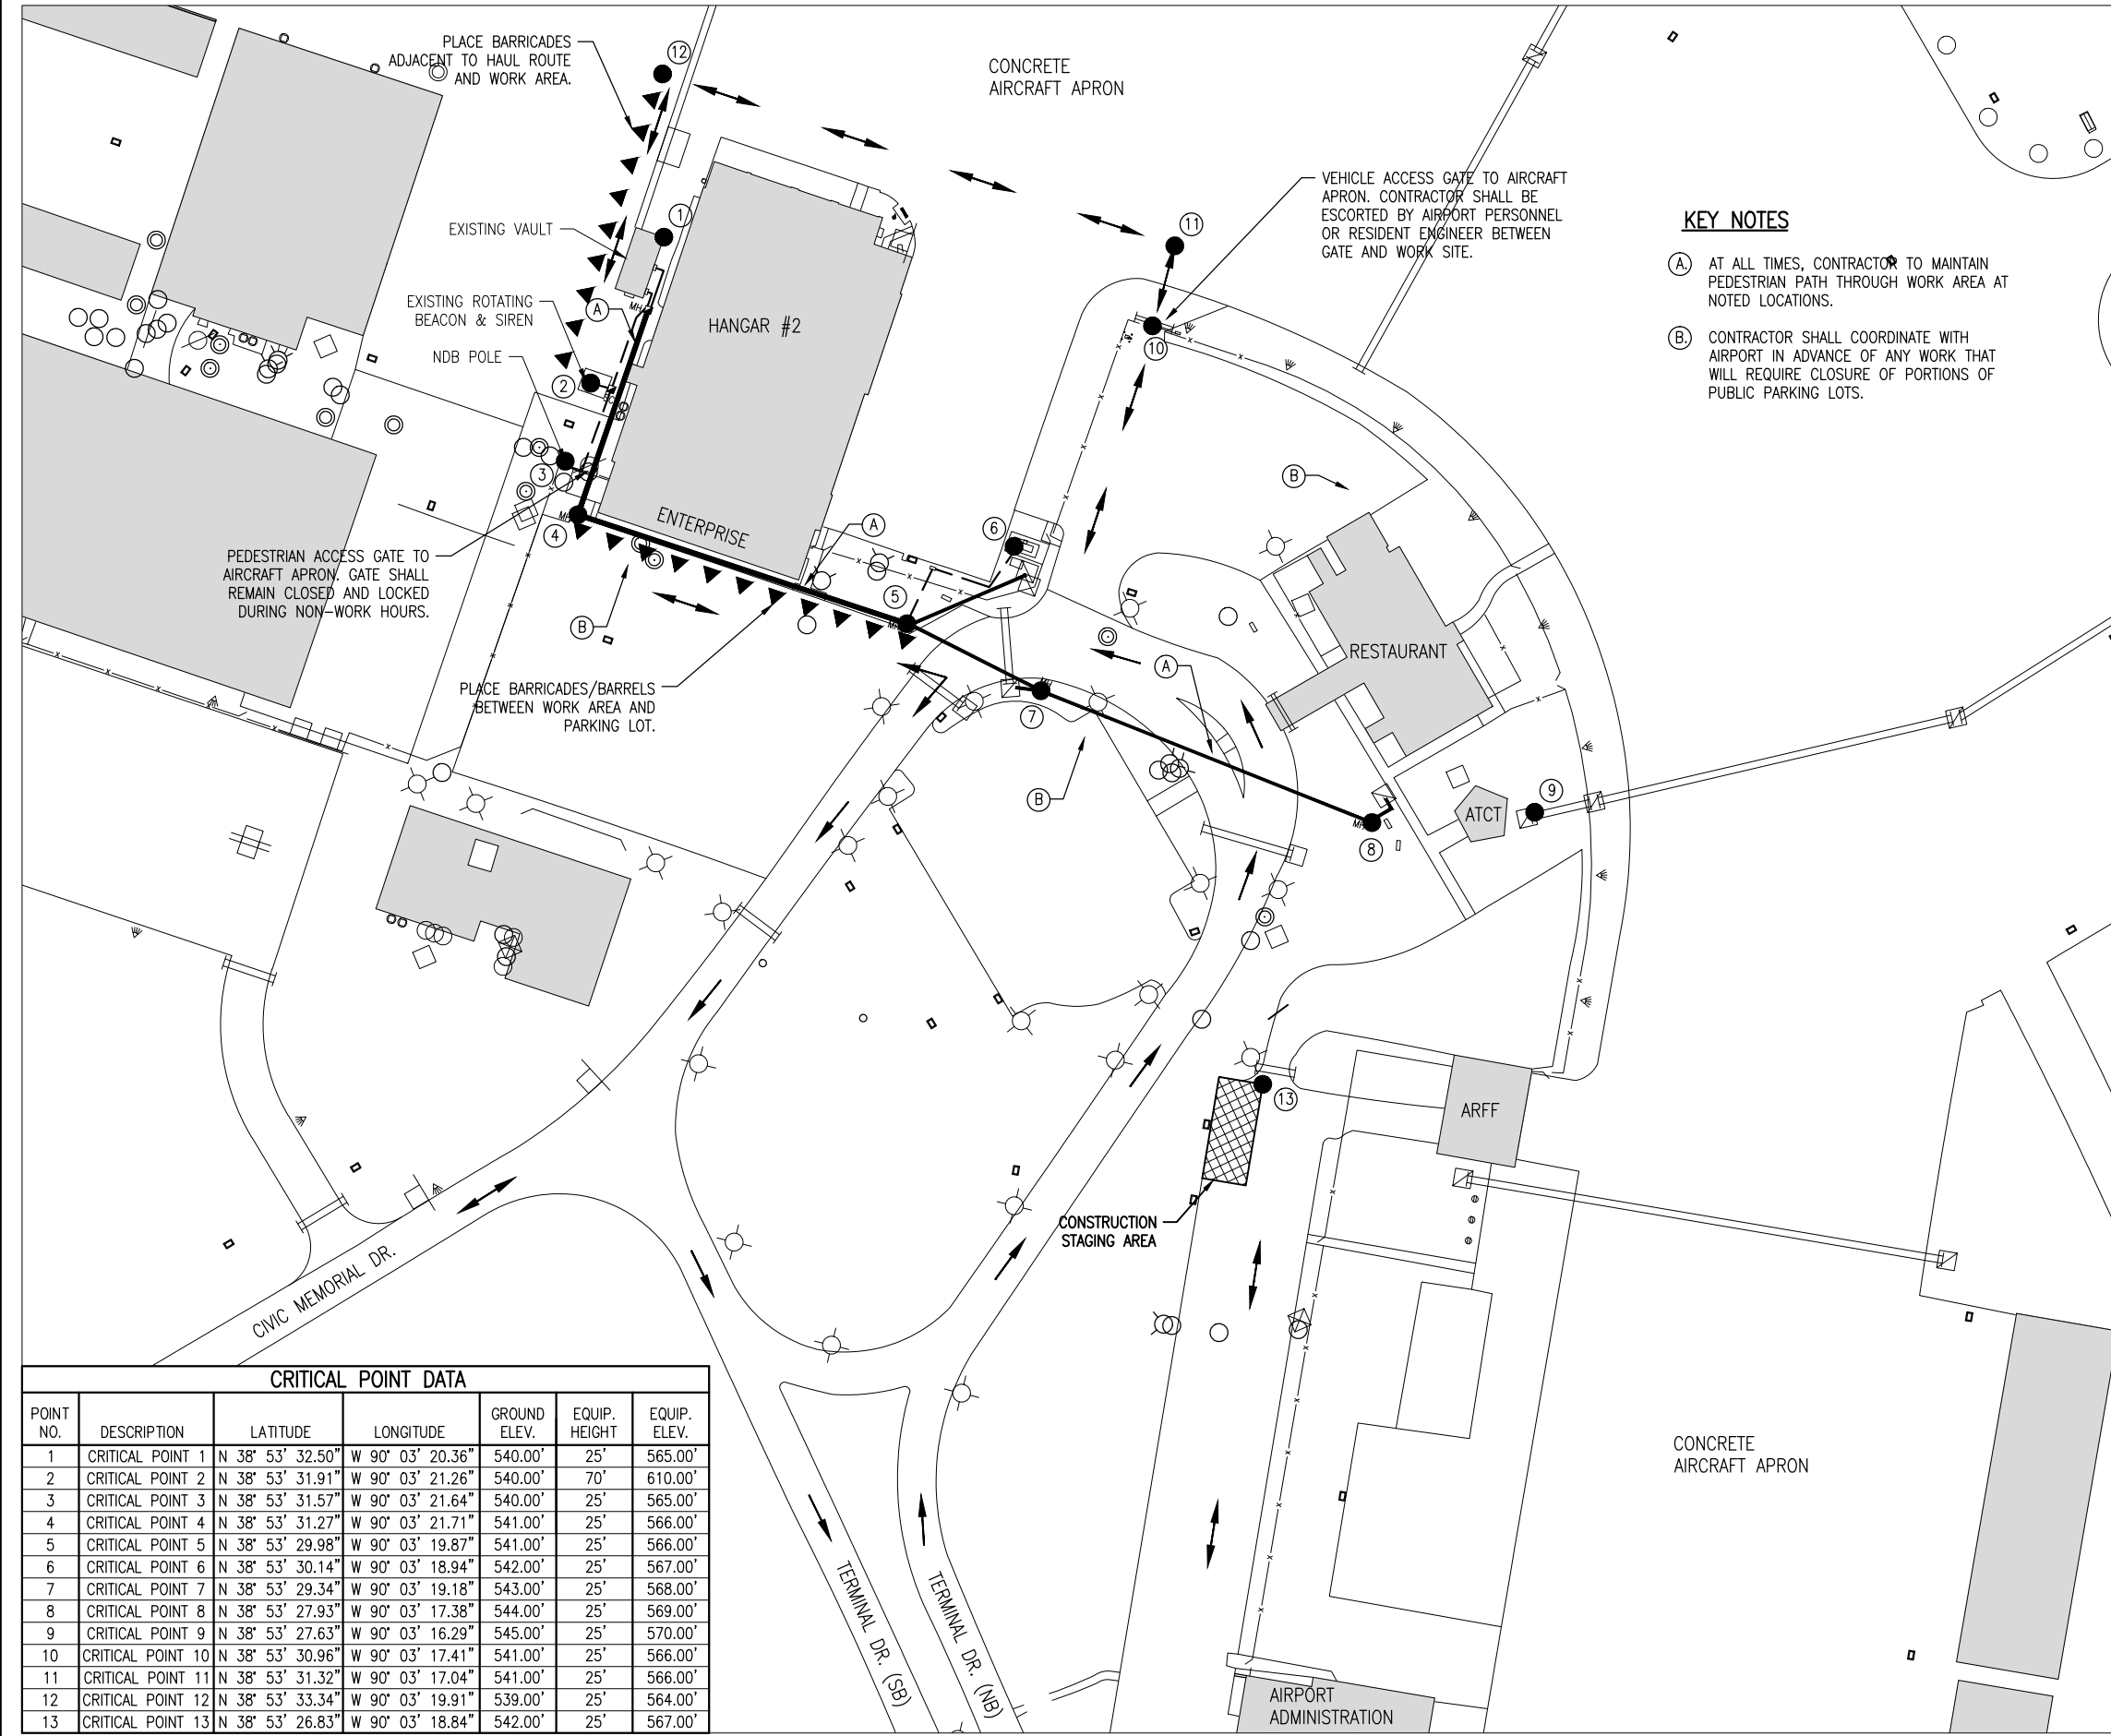 PLACE BARRICADES
ADJACENT TO HAUL ROUTE
AND WORK AREA.
12
CONCRETE
AIRCRAFT APRON
VEHICLE ACCESS GATE TO AIRCRAFT
APRON. CONTRACTOR SHALL BE
ESCORTED BY AIRPORT PERSONNEL
OR RESIDENT ENGINEER BETWEEN
GATE AND WORK SITE.
KEY NOTES
A. AT ALL TIMES, CONTRACTOR TO MAINTAIN
PEDESTRIAN PATH THROUGH WORK AREA AT
NOTED LOCATIONS.
B. CONTRACTOR SHALL COORDINATE WITH
AIRPORT IN ADVANCE OF ANY WORK THAT
WILL REQUIRE CLOSURE OF PORTIONS OF
PUBLIC PARKING LOTS.
1
11
EXISTING VAULT
EXISTING ROTATING
BEACON & SIREN
MH
A
HANGAR #2
10
NDB POLE
2
3
B
4
MH
ENTERPRISE
A
6
PEDESTRIAN ACCESS GATE TO
AIRCRAFT APRON. GATE SHALL
REMAIN CLOSED AND LOCKED
DURING NON-WORK HOURS.
B
5
MH
RESTAURANT
A
PLACE BARRICADES/BARRELS
BETWEEN WORK AREA AND
PARKING LOT.
MH
7
B
ATCT
9
MH
8
13
ARFF
CONSTRUCTION
STAGING AREA
CIVIC MEMORIAL DR.
TERMINAL DR. (SB)
TERMINAL DR. (NB)
CONCRETE
AIRCRAFT APRON
AIRPORT
ADMINISTRATION
CRITICAL POINT DATA
POINT NO. DESCRIPTION LATITUDE LONGITUDE GROUND ELEV. EQUIP. HEIGHT EQUIP. ELEV.
1 CRITICAL POINT 1 N 38° 53' 32.50" W 90° 03' 20.36" 540.00' 25' 565.00'
2 CRITICAL POINT 2 N 38° 53' 31.91" W 90° 03' 21.26" 540.00' 70' 610.00'
3 CRITICAL POINT 3 N 38° 53' 31.57" W 90° 03' 21.64" 540.00' 25' 565.00'
4 CRITICAL POINT 4 N 38° 53' 31.27" W 90° 03' 21.71" 541.00' 25' 566.00'
5 CRITICAL POINT 5 N 38° 53' 29.98" W 90° 03' 19.87" 541.00' 25' 566.00'
6 CRITICAL POINT 6 N 38° 53' 30.14" W 90° 03' 18.94" 542.00' 25' 567.00'
7 CRITICAL POINT 7 N 38° 53' 29.34" W 90° 03' 19.18" 543.00' 25' 568.00'
8 CRITICAL POINT 8 N 38° 53' 27.93" W 90° 03' 17.38" 544.00' 25' 569.00'
9 CRITICAL POINT 9 N 38° 53' 27.63" W 90° 03' 16.29" 545.00' 25' 570.00'
10 CRITICAL POINT 10 N 38° 53' 30.96" W 90° 03' 17.41" 541.00' 25' 566.00'
11 CRITICAL POINT 11 N 38° 53' 31.32" W 90° 03' 17.04" 541.00' 25' 566.00'
12 CRITICAL POINT 12 N 38° 53' 33.34" W 90° 03' 19.91" 539.00' 25' 564.00'
13 CRITICAL POINT 13 N 38° 53' 26.83" W 90° 03' 18.84" 542.00' 25' 567.00'